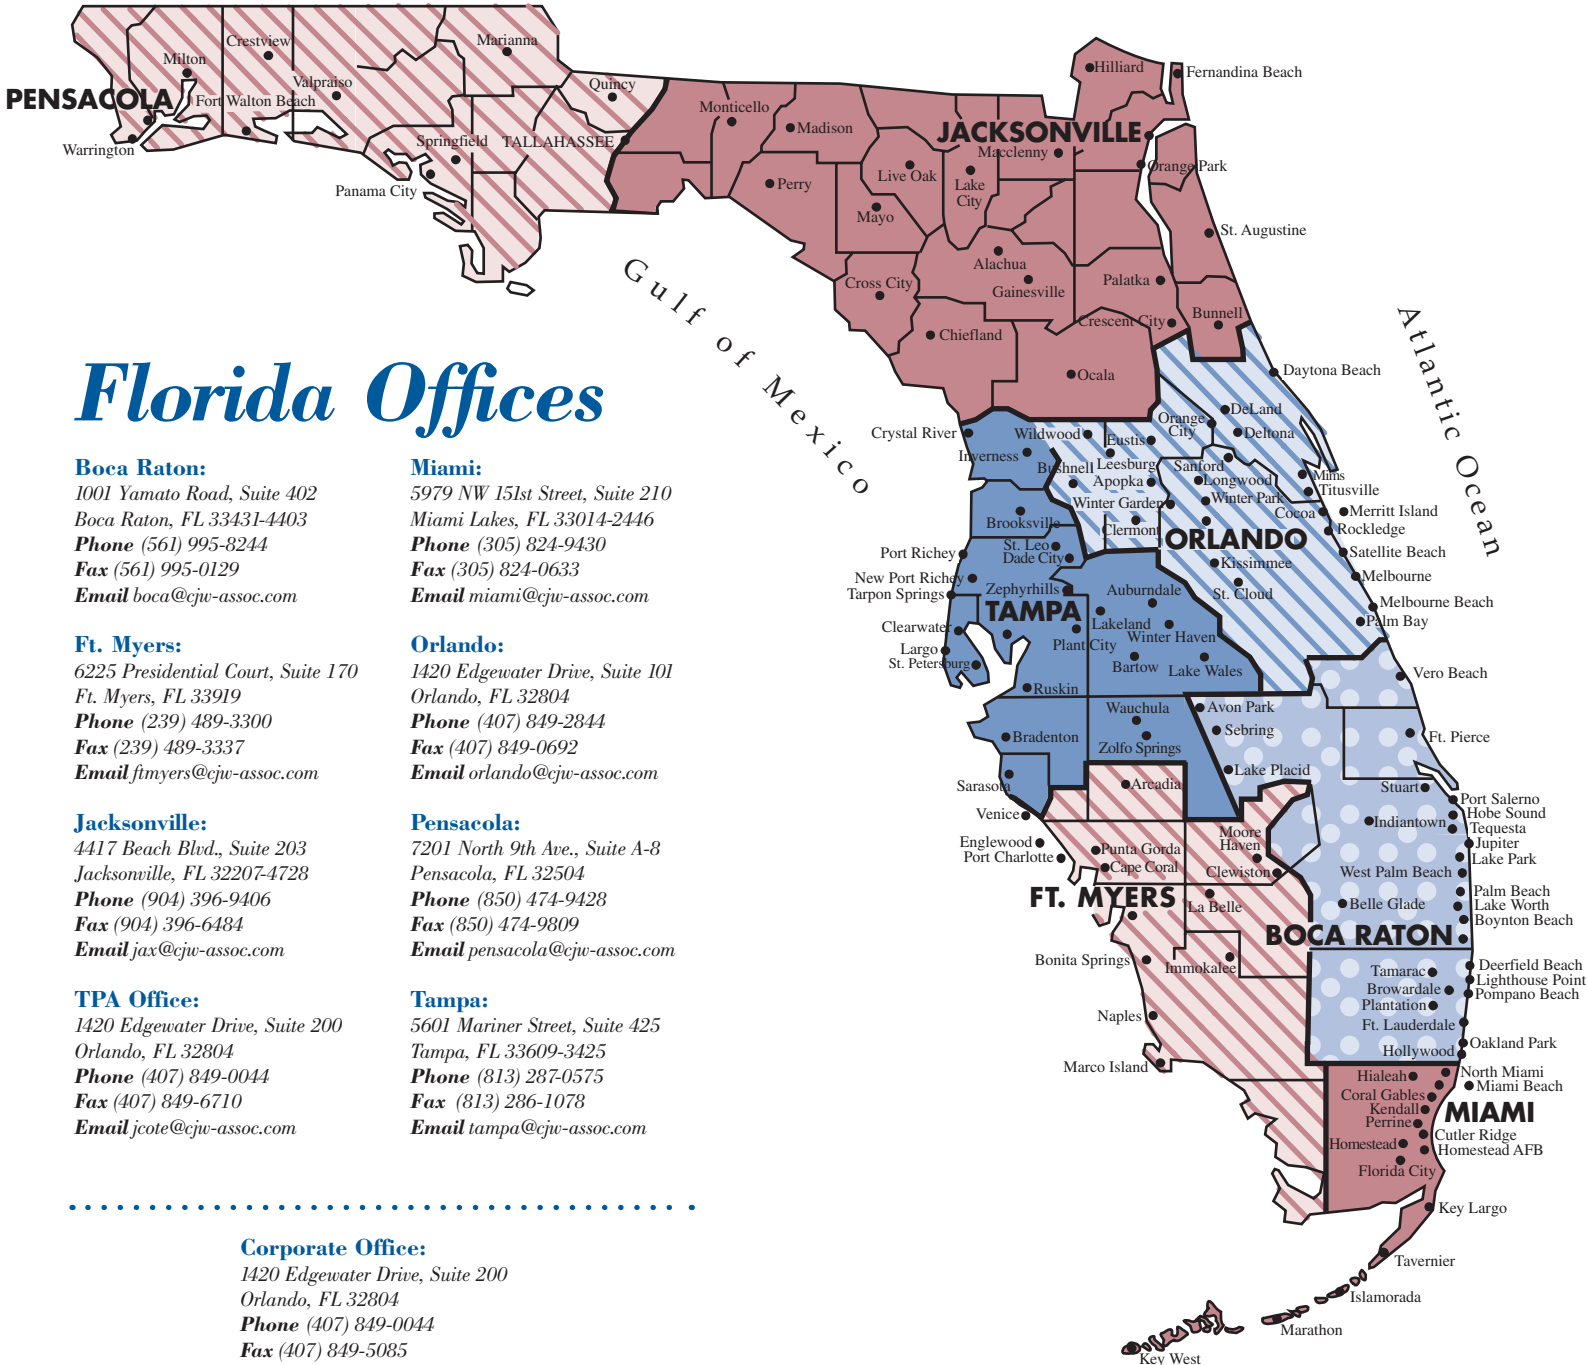 Florida Offices
Boca Raton:
1001 Yamato Road, Suite 402
Boca Raton, FL 33431-4403
Phone (561) 995-8244
Fax (561) 995-0129
Email boca@cjw-assoc.com
Miami:
5979 NW 151st Street, Suite 210
Miami Lakes, FL 33014-2446
Phone (305) 824-9430
Fax (305) 824-0633
Email miami@cjw-assoc.com
Ft. Myers:
6225 Presidential Court, Suite 170
Ft. Myers, FL 33919
Phone (239) 489-3300
Fax (239) 489-3337
Email ftmyers@cjw-assoc.com
Orlando:
1420 Edgewater Drive, Suite 101
Orlando, FL 32804
Phone (407) 849-2844
Fax (407) 849-0692
Email orlando@cjw-assoc.com
Jacksonville:
4417 Beach Blvd., Suite 203
Jacksonville, FL 32207-4728
Phone (904) 396-9406
Fax (904) 396-6484
Email jax@cjw-assoc.com
Pensacola:
7201 North 9th Ave., Suite A-8
Pensacola, FL 32504
Phone (850) 474-9428
Fax (850) 474-9809
Email pensacola@cjw-assoc.com
TPA Office:
1420 Edgewater Drive, Suite 200
Orlando, FL 32804
Phone (407) 849-0044
Fax (407) 849-6710
Email jcote@cjw-assoc.com
Tampa:
5601 Mariner Street, Suite 425
Tampa, FL 33609-3425
Phone (813) 287-0575
Fax (813) 286-1078
Email tampa@cjw-assoc.com
Corporate Office:
1420 Edgewater Drive, Suite 200
Orlando, FL 32804
Phone (407) 849-0044
Fax (407) 849-5085
PENSACOLA
Milton
Crestview
Valpraiso
Fort Walton Beach
Warrington
Marianna
Quincy
Springfield
TALLAHASSEE
Panama City
Monticello
Madison
Perry
Mayo
Live Oak
Lake
City
JACKSONVILLE
Macclenny
Hilliard
Fernandina Beach
Orange Park
St. Augustine
Alachua
Gainesville
Palatka
Cross City
Chiefland
Crescent City
Bunnell
Ocala
Gulf of Mexico
Atlantic Ocean
Daytona Beach
DeLand
Orange
City
Deltona
Crystal River
Wildwood
Eustis
Inverness
Bushnell
Leesburg
Sanford
Mims
Apopka
Longwood
Titusville
Winter Garden
Winter Park
Cocoa
Merritt Island
Brooksville
Clermont
Rockledge
ORLANDO
St. Leo
Dade City
Port Richey
Satellite Beach
Kissimmee
New Port Richey
Melbourne
Tarpon Springs
Zephyrhills
Auburndale
St. Cloud
Melbourne Beach
TAMPA
Lakeland
Palm Bay
Clearwater
Plant City
Winter Haven
Largo
St. Petersburg
Bartow
Lake Wales
Vero Beach
Ruskin
Wauchula
Avon Park
Bradenton
Zolfo Springs
Sebring
Ft. Pierce
Lake Placid
Sarasota
Arcadia
Stuart
Venice
Port Salerno
Hobe Sound
Indiantown
Tequesta
Englewood
Port Charlotte
Punta Gorda
Moore
Haven
Jupiter
Lake Park
Cape Coral
Clewiston
West Palm Beach
FT. MYERS
La Belle
Belle Glade
Palm Beach
Lake Worth
Boynton Beach
BOCA RATON
Bonita Springs
Immokalee
Tamarac
Deerfield Beach
Lighthouse Point
Browardale
Pompano Beach
Plantation
Naples
Ft. Lauderdale
Oakland Park
Hollywood
Marco Island
Hialeah
North Miami
Miami Beach
Coral Gables
Kendall
MIAMI
Perrine
Cutler Ridge
Homestead
Homestead AFB
Florida City
Key Largo
Tavernier
Islamorada
Marathon
Key West